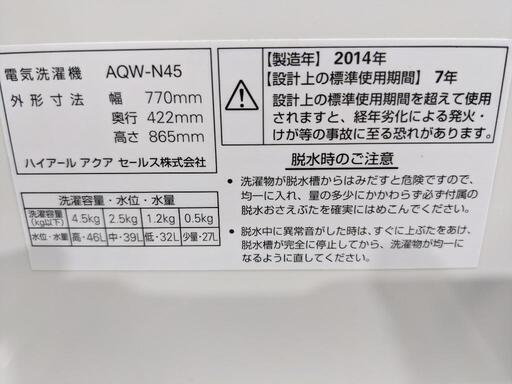 電気洗濯機 AQW-N45
外形寸法 幅 770mm
奥行 422mm
高さ 865mm
ハイアール アクア セールス株式会社
洗濯容量・水位・水量
洗濯容量(kg以下) 4.5kg 2.5kg 1.2kg 0.5kg
水位・水量 高・46L 中・39L 低・32L 少量・27L
【製造年】 2014年
【設計上の標準使用期間】 7年
設計上の標準使用期間を超えて使用
されますと、経年劣化による発火・
けが等の事故に至る恐れがあります。
脱水時のご注意
• 洗濯物が脱水槽からはみだすと危険ですので、
均一に入れ、量の多少にかかわらず必ず付属の
脱水おさえぶたを確実にはめこんでください。
• 脱水中に異常音がした時は、すぐに上ぶたをあけ、
脱水槽が完全に停止してから、洗濯物が均一に
なるように直してください。